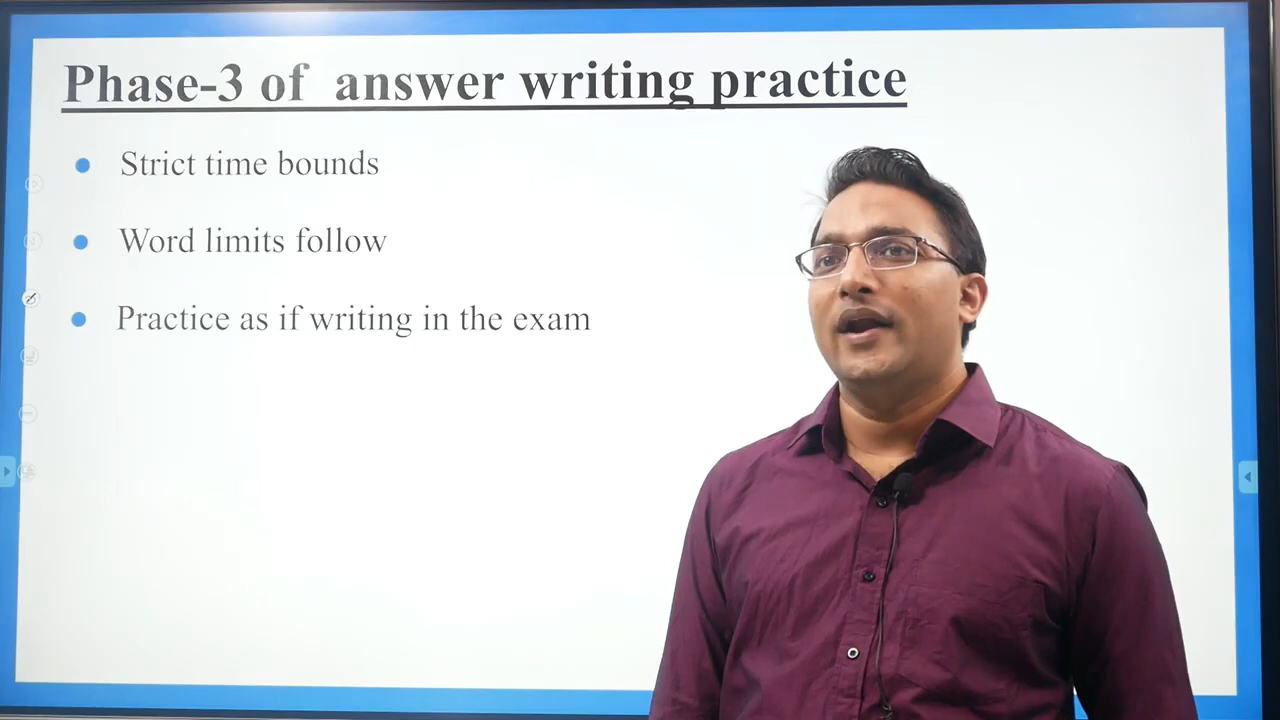 Phase-3 of answer writing practice
Strict time bounds
Word limits follow
Practice as if writing in the exam